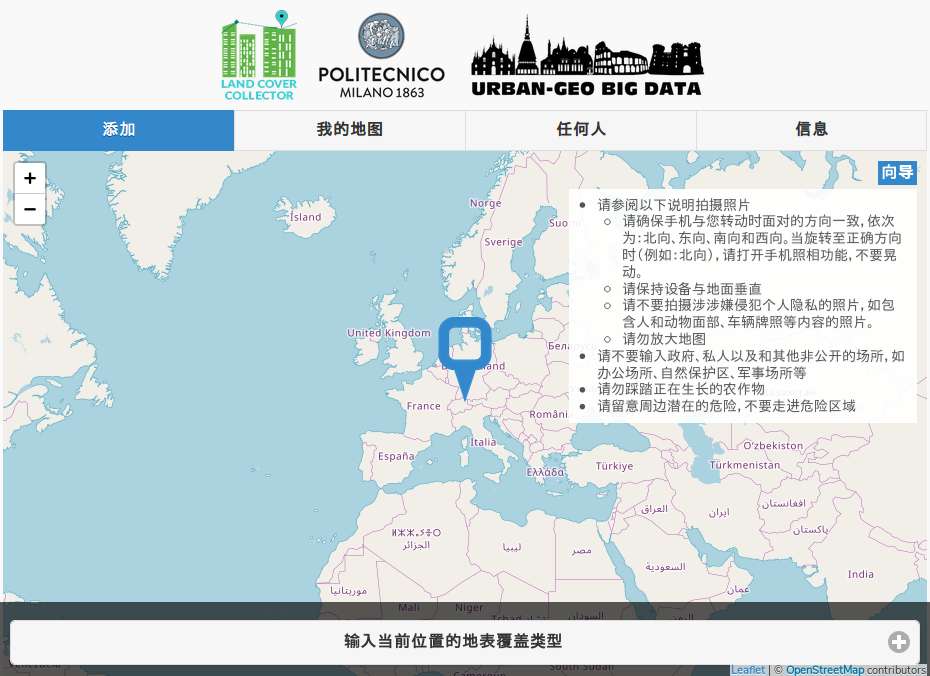 LAND COVER
COLLECTOR
POLITECNICO
MILANO 1863
URBAN-GEO BIG DATA
添加
我的地图
任何人
信息
+
−
向导
请参阅以下说明拍摄照片
请确保手机与您转动时面对的方向一致,依次
为:北向、东向、南向和西向。当旋转至正确方向
时(例如:北向),请打开手机照相功能,不要晃
动。
请保持设备与地面垂直
请不要拍摄涉涉嫌侵犯个人隐私的照片,如包
含人和动物面部、车辆牌照等内容的照片。
请勿放大地图
请不要输入政府、私人以及和其他非公开的场所,如
办公场所、自然保护区、军事场所等
请勿踩踏正在生长的农作物
请留意周边潜在的危险,不要走进危险区域
Ísland
Norge
Sverige
United Kingdom
France
España
Italia
Ελλάδα
Türkiye
O'zbekiston
Türkmenistan
افغانستان
ایران
العراق
پاکستان
India
السعودية
عمان
مصر
ليبيا
الجزائر
موريتانيا
Mali
Niger
السودان
South Sudan
输入当前位置的地表覆盖类型
Leaflet | © OpenStreetMap contributors